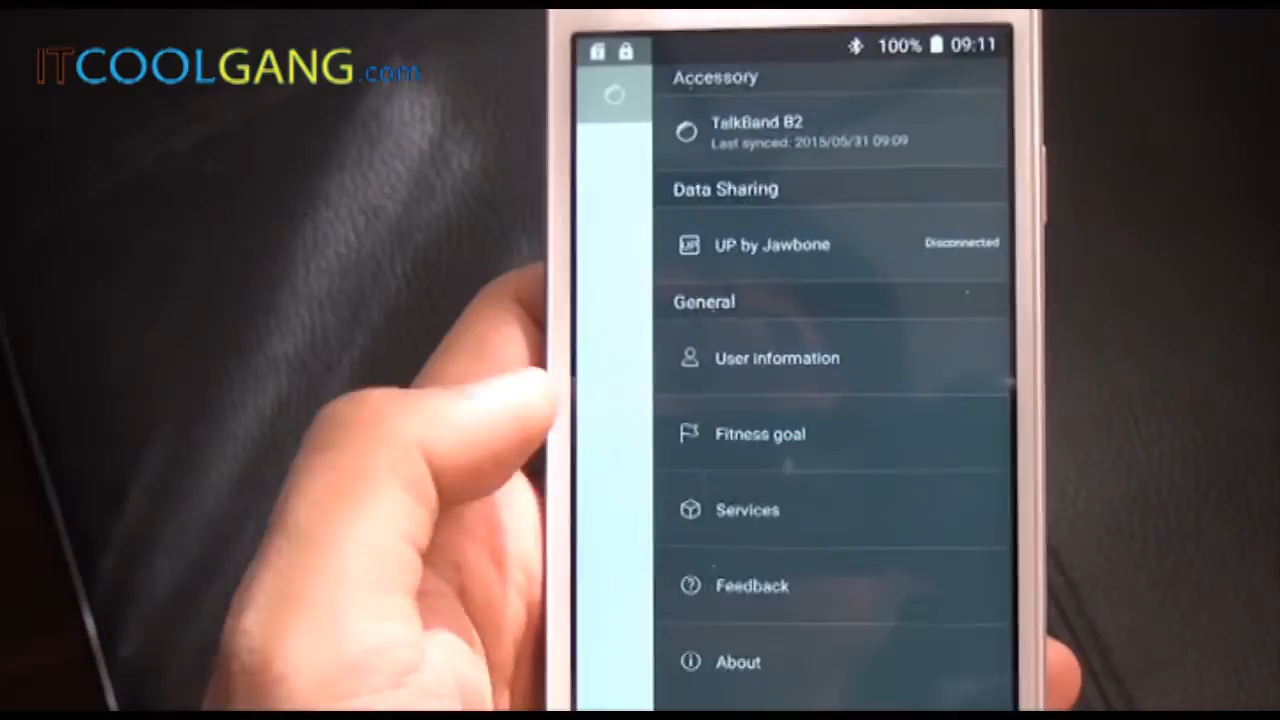 ITCOOLGANG.com
100% 09:11
Accessory
TalkBand B2
Last synced: 2015/05/31 09:09
Data Sharing
UP UP by Jawbone Disconnected
General
User information
Fitness goal
Services
Feedback
About